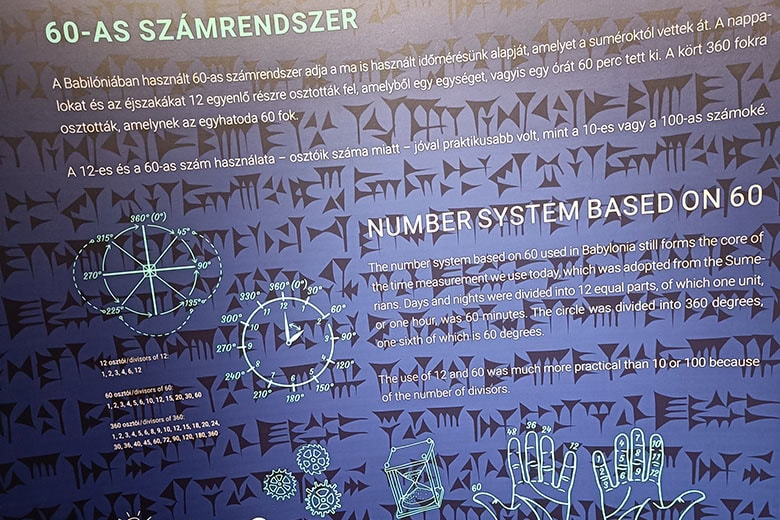 60-AS SZÁMRENDSZER
A Babilóniában használt 60-as számrendszer adja a ma is használt időmérésünk alapját, amelyet a suméroktól vettek át. A nappa-
lokat és az éjszakákat 12 egyenlő részre osztották fel, amelyből egy egységet, vagyis egy órát 60 perc tett ki. A kört 360 fokra
osztották, amelynek az egyhatoda 60 fok.
A 12-es és a 60-as szám használata – osztóik száma miatt – jóval praktikusabb volt, mint a 10-es vagy a 100-as számoké.
NUMBER SYSTEM BASED ON 60
The number system based on 60 used in Babylonia still forms the core of
the time measurement we use today, which was adopted from the Sume-
rians. Days and nights were divided into 12 equal parts, of which one unit,
or one hour, was 60 minutes. The circle was divided into 360 degrees,
one sixth of which is 60 degrees.
The use of 12 and 60 was much more practical than 10 or 100 because
of the number of divisors.
360° (0°)
315° 45°
270° 90°
225° 135°
360° (0°)
330° 30°
300° 60°
270° 90°
240° 120°
210° 150°
180°
12 osztói/divisors of 12:
1, 2, 3, 4, 6, 12
60 osztói/divisors of 60:
1, 2, 3, 4, 5, 6, 10, 12, 15, 20, 30, 60
360 osztói/divisors of 360:
1, 2, 3, 4, 5, 6, 8, 9, 10, 12, 15, 18, 20, 24,
30, 36, 40, 45, 60, 72, 90, 120, 180, 360
48 36 24 12
60